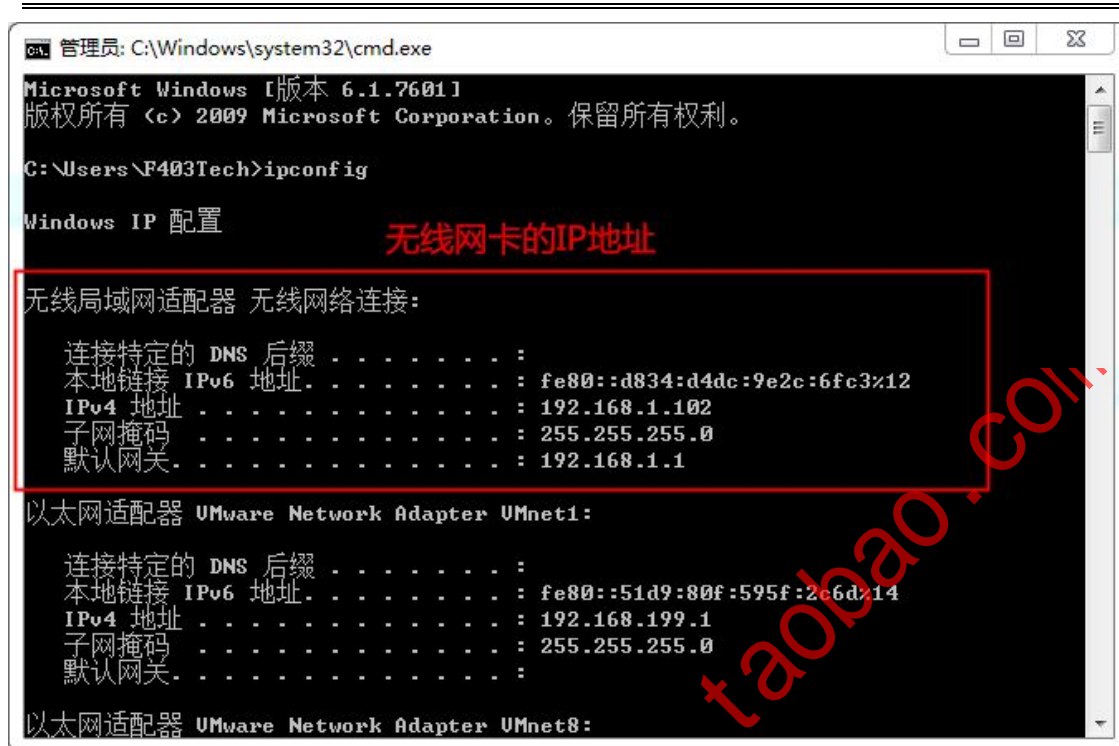 管理员: C:\Windows\system32\cmd.exe
Microsoft Windows [版本 6.1.7601]
版权所有 (c) 2009 Microsoft Corporation。保留所有权利。
C:\Users\F403Tech>ipconfig
Windows IP 配置
无线网卡的IP地址
无线局域网适配器 无线网络连接:
连接特定的 DNS 后缀 . . . . . . . :
本地链接 IPv6 地址. . . . . . . . : fe80::d834:d4dc:9e2c:6fc3%12
IPv4 地址 . . . . . . . . . . . . : 192.168.1.102
子网掩码  . . . . . . . . . . . . : 255.255.255.0
默认网关. . . . . . . . . . . . . : 192.168.1.1
以太网适配器 VMware Network Adapter VMnet1:
连接特定的 DNS 后缀 . . . . . . . :
本地链接 IPv6 地址. . . . . . . . : fe80::51d9:80f:595f:2c6d%14
IPv4 地址 . . . . . . . . . . . . : 192.168.199.1
子网掩码  . . . . . . . . . . . . : 255.255.255.0
默认网关. . . . . . . . . . . . . :
以太网适配器 VMware Network Adapter VMnet8:
taobao.com